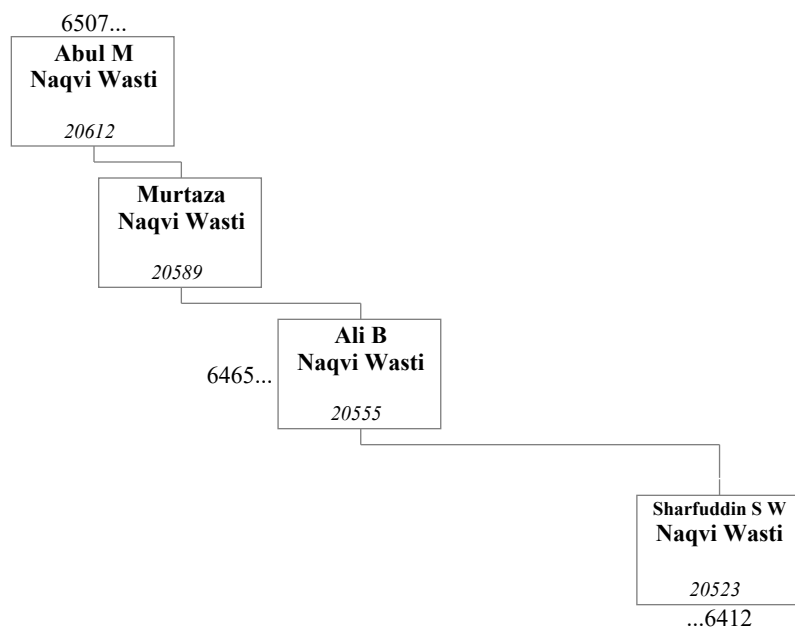 6507...
Abul M
Naqvi Wasti
20612
Murtaza
Naqvi Wasti
20589
Ali B
Naqvi Wasti
6465...
20555
Sharfuddin S W
Naqvi Wasti
20523
...6412